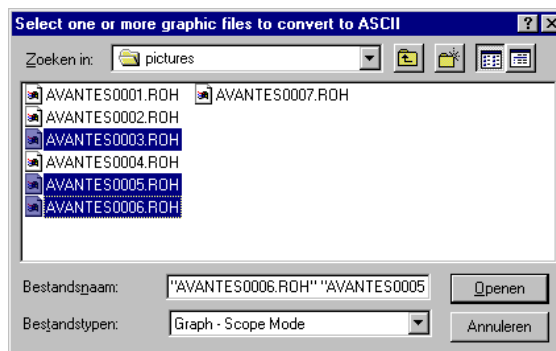 Select one or more graphic files to convert to ASCII
Zoeken in: pictures
AVANTES0001.ROH AVANTES0007.ROH
AVANTES0002.ROH
AVANTES0003.ROH
AVANTES0004.ROH
AVANTES0005.ROH
AVANTES0006.ROH
Bestandsnaam: "AVANTES0006.ROH" "AVANTES0005 Openen
Bestandstypen: Graph - Scope Mode Annuleren